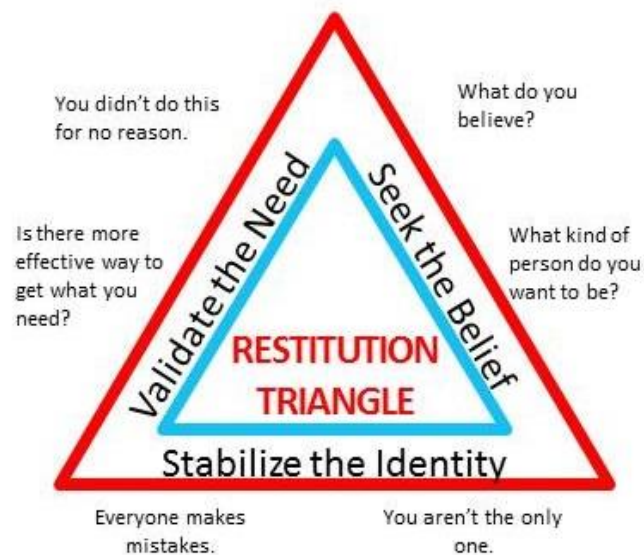 You didn't do this
for no reason.
What do you
believe?
Validate the Need
Seek the Belief
Is there more
effective way to
get what you
need?
What kind of
person do you
want to be?
RESTITUTION
TRIANGLE
Stabilize the Identity
Everyone makes
mistakes.
You aren't the only
one.